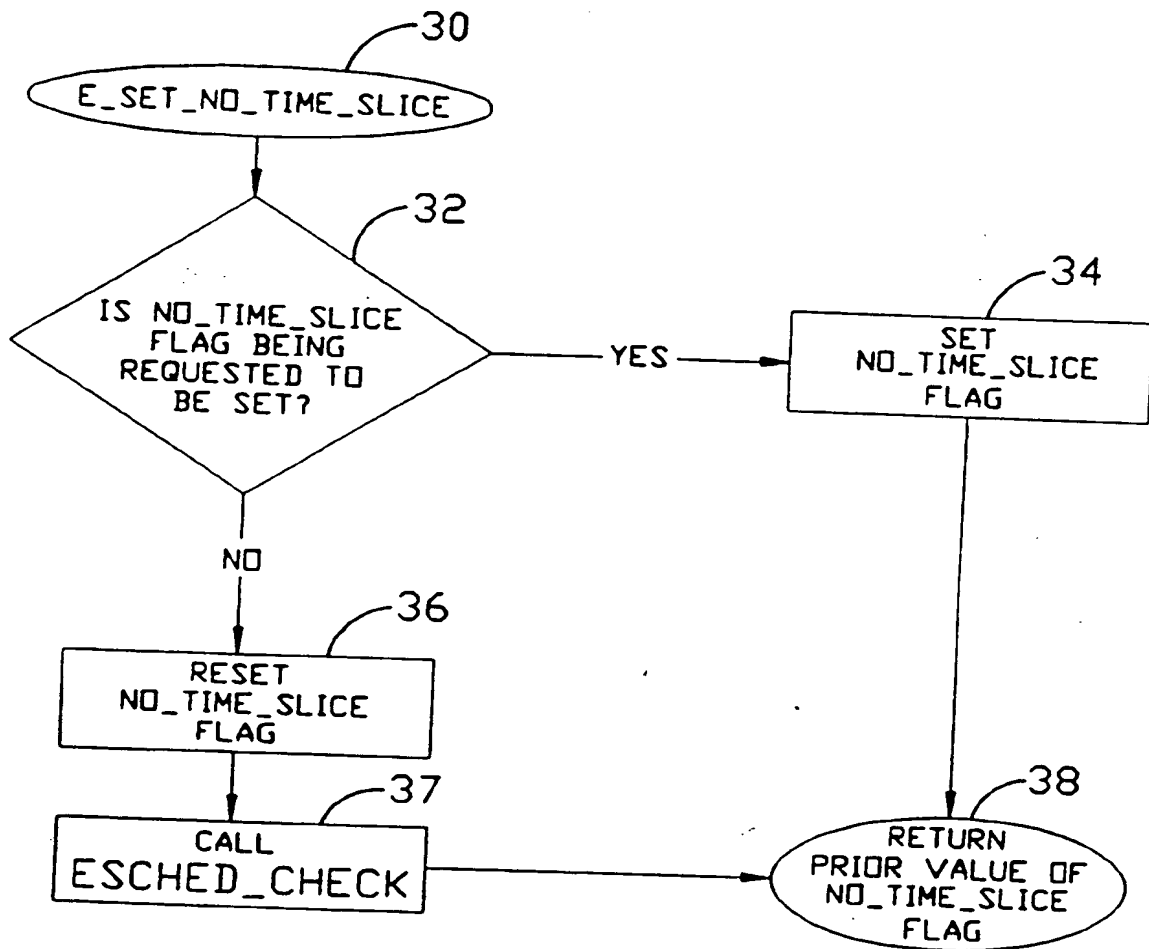 30
E_SET_NO_TIME_SLICE
32
IS NO_TIME_SLICE
FLAG BEING
REQUESTED TO
BE SET?
YES
34
SET
NO_TIME_SLICE
FLAG
NO
36
RESET
NO_TIME_SLICE
FLAG
37
CALL
ESCHED_CHECK
38
RETURN
PRIOR VALUE OF
NO_TIME_SLICE
FLAG